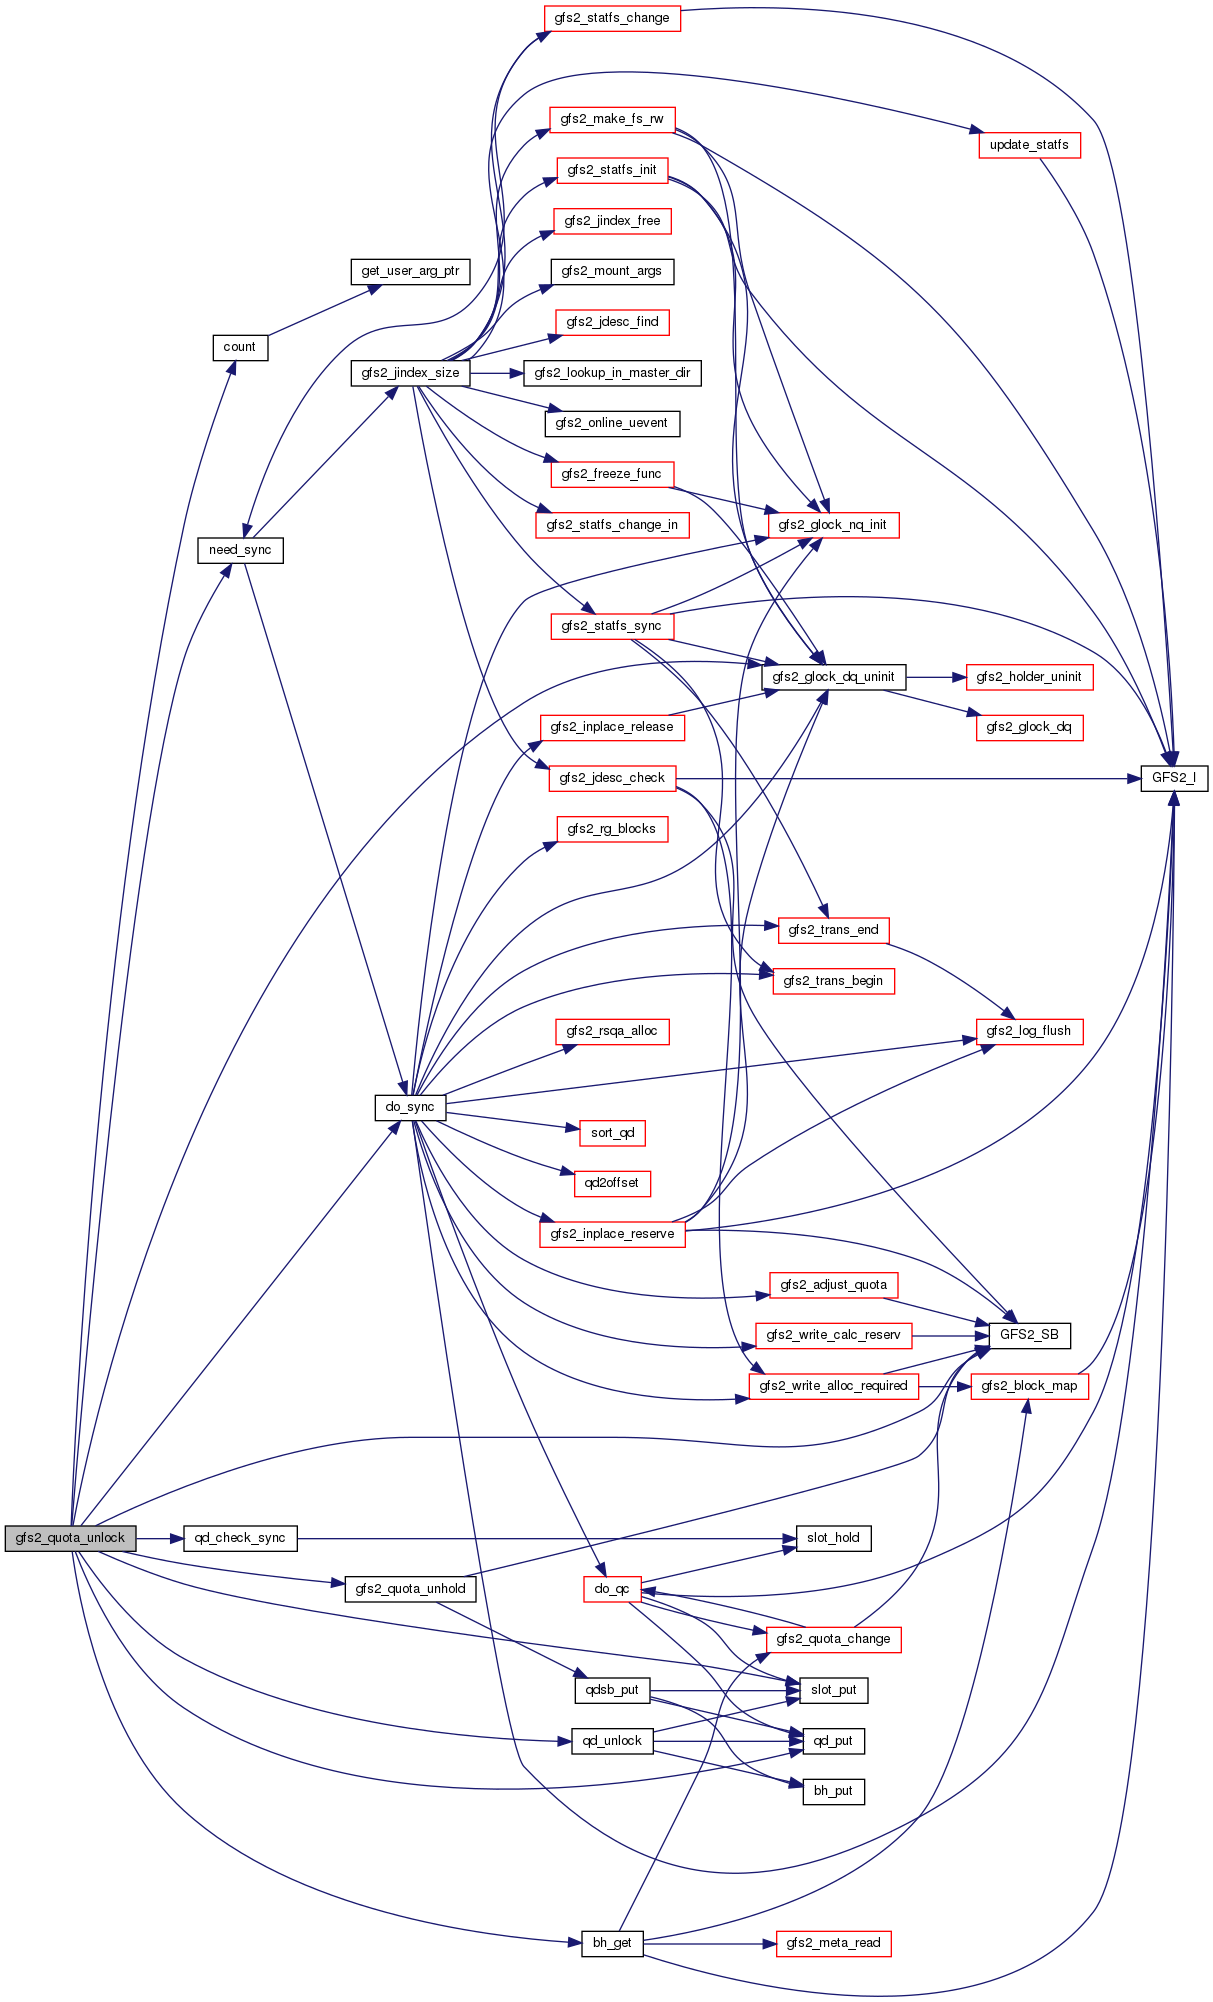 gfs2_statfs_change
gfs2_make_fs_rw
update_statfs
gfs2_statfs_init
gfs2_jindex_free
get_user_arg_ptr
gfs2_mount_args
gfs2_jdesc_find
count
gfs2_jindex_size
gfs2_lookup_in_master_dir
gfs2_online_uevent
gfs2_freeze_func
gfs2_statfs_change_in
gfs2_glock_nq_init
need_sync
gfs2_statfs_sync
gfs2_glock_dq_uninit
gfs2_holder_uninit
gfs2_inplace_release
gfs2_glock_dq
gfs2_jdesc_check
GFS2_I
gfs2_rg_blocks
gfs2_trans_end
gfs2_trans_begin
gfs2_rsqa_alloc
gfs2_log_flush
do_sync
sort_qd
qd2offset
gfs2_inplace_reserve
gfs2_adjust_quota
gfs2_write_calc_reserv
GFS2_SB
gfs2_write_alloc_required
gfs2_block_map
gfs2_quota_unlock
qd_check_sync
slot_hold
gfs2_quota_unhold
do_qc
gfs2_quota_change
qdsb_put
slot_put
qd_unlock
qd_put
bh_put
bh_get
gfs2_meta_read